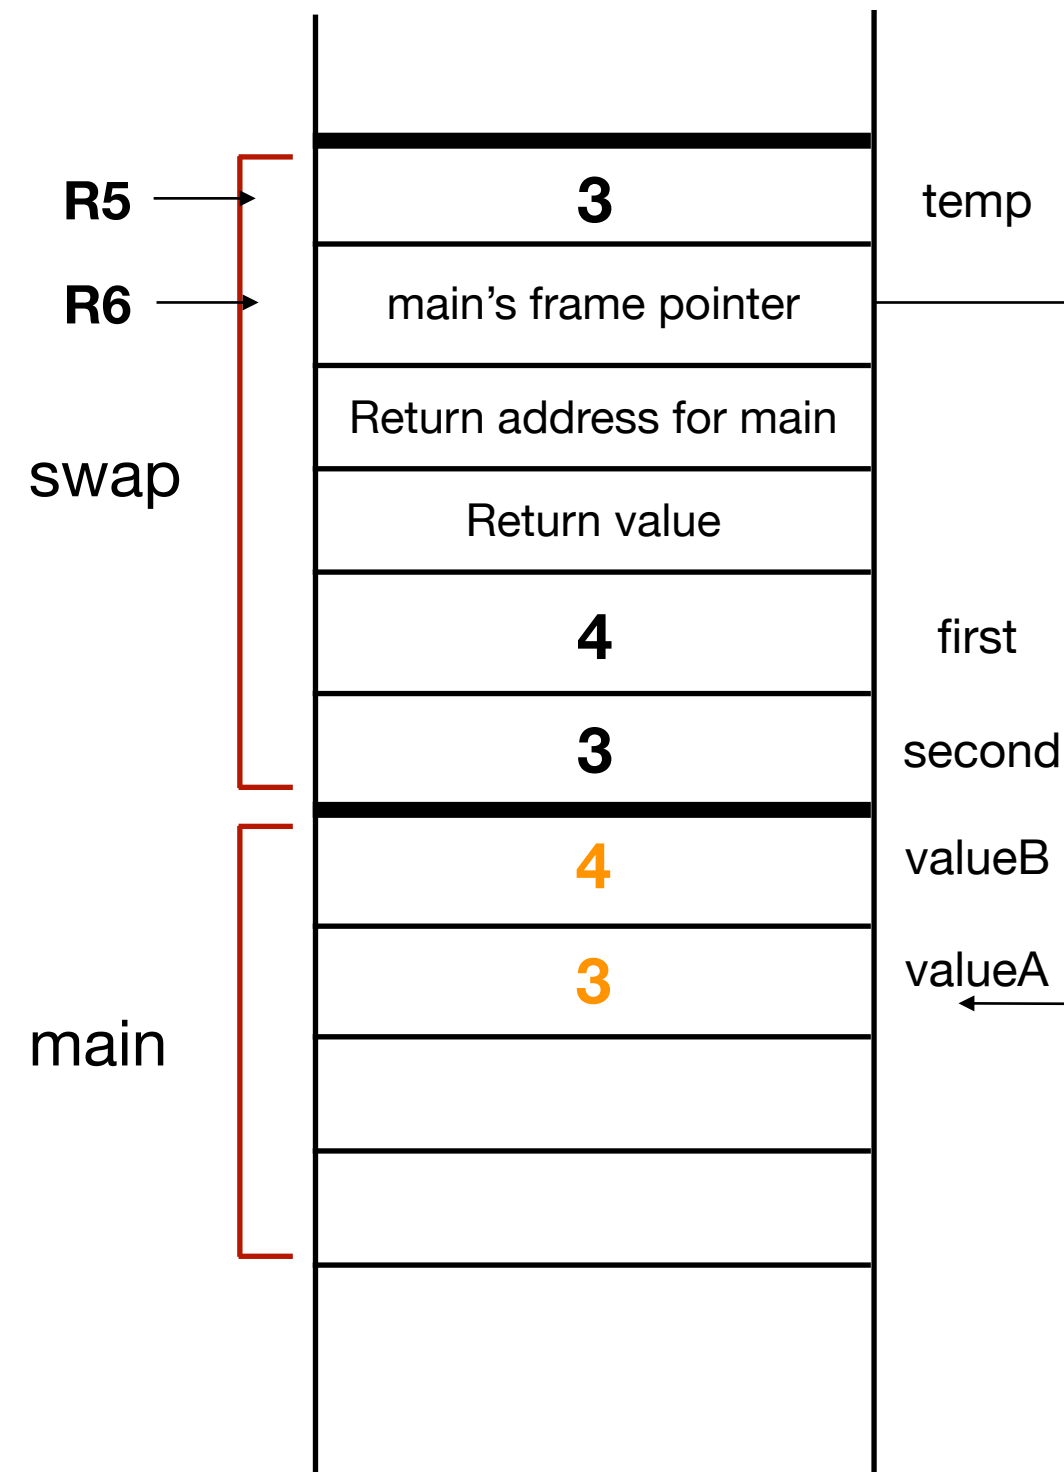 R5
3
temp
R6
main's frame pointer
Return address for main
swap
Return value
4
first
3
second
4
valueB
3
valueA
main